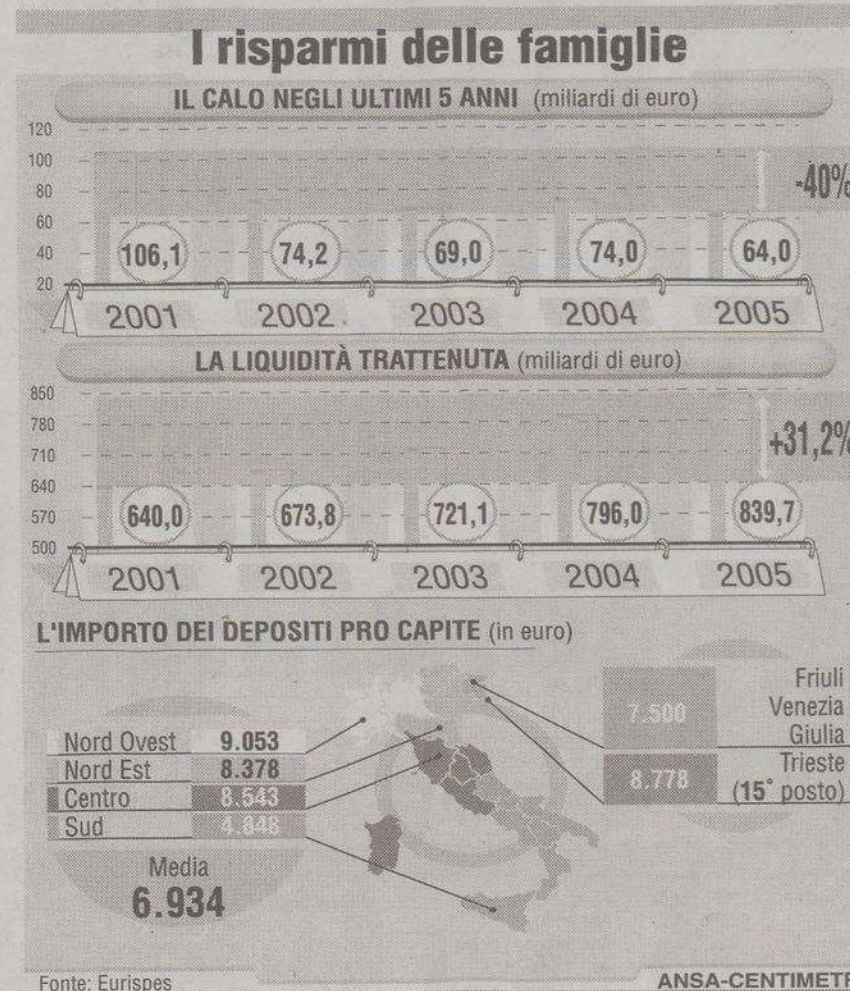 I risparmi delle famiglie
IL CALO NEGLI ULTIMI 5 ANNI (miliardi di euro)
120
100
80
60
40
20
-40%
106,1 74,2 69,0 74,0 64,0
2001 2002 2003 2004 2005
LA LIQUIDITÀ TRATTENUTA (miliardi di euro)
850
780
710
640
570
500
+31,2%
640,0 673,8 721,1 796,0 839,7
2001 2002 2003 2004 2005
L'IMPORTO DEI DEPOSITI PRO CAPITE (in euro)
Nord Ovest 9.053
Nord Est 8.378
Centro 8.543
Sud 4.848
Media
6.934
7.500 Friuli
Venezia
Giulia
8.778 Trieste
(15° posto)
Fonte: Eurispes
ANSA-CENTIMETR